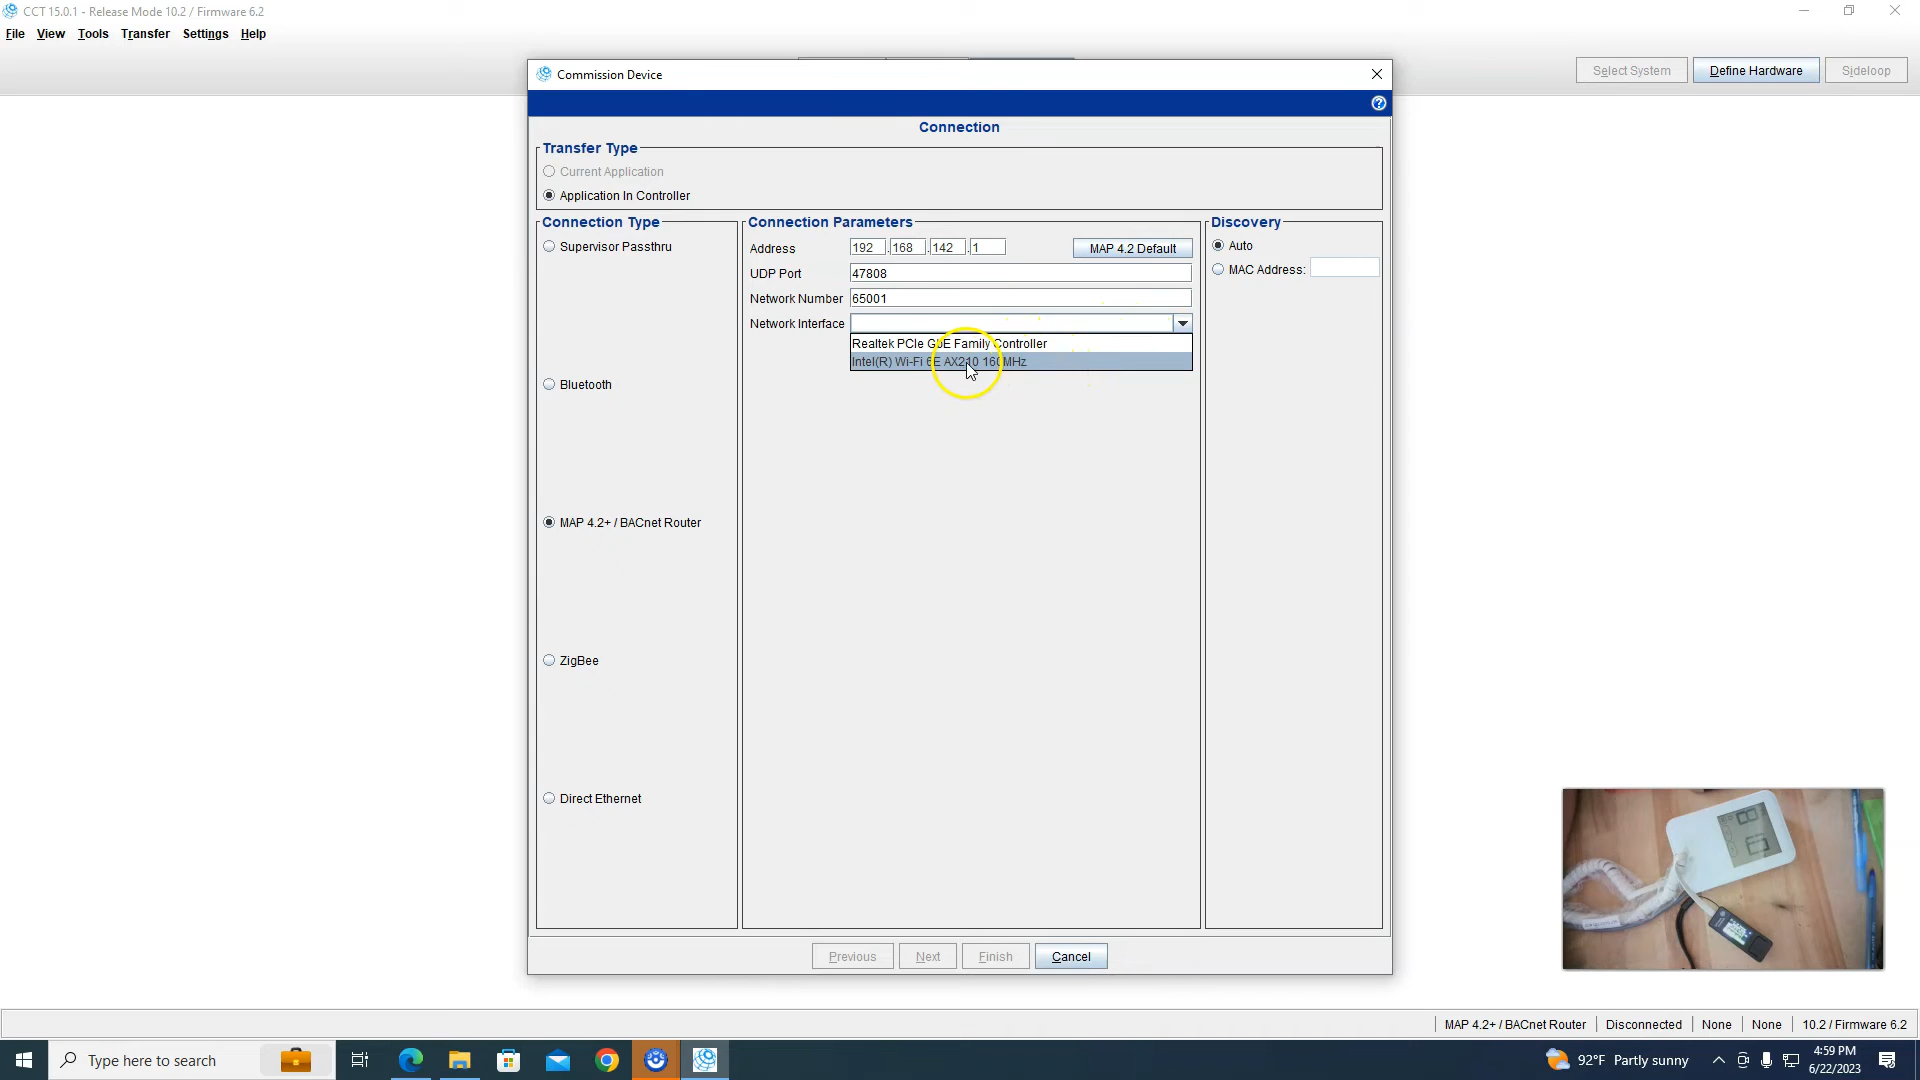 CCT 15.0.1 - Release Mode 10.2 / Firmware 6.2
File View Tools Transfer Settings Help
Select System Define Hardware Sideloop
Commission Device
Connection
Transfer Type
Current Application
Application In Controller
Connection Type
Supervisor Passthru
Bluetooth
MAP 4.2+ / BACnet Router
ZigBee
Direct Ethernet
Connection Parameters
Address 192 . 168 . 142 . 1 MAP 4.2 Default
UDP Port 47808
Network Number 65001
Network Interface
Realtek PCIe GbE Family Controller
Intel(R) Wi-Fi 6E AX210 160MHz
Discovery
Auto
MAC Address:
Previous Next Finish Cancel
MAP 4.2+ / BACnet Router Disconnected None None 10.2 / Firmware 6.2
Type here to search
92°F Partly sunny
4:59 PM
6/22/2023